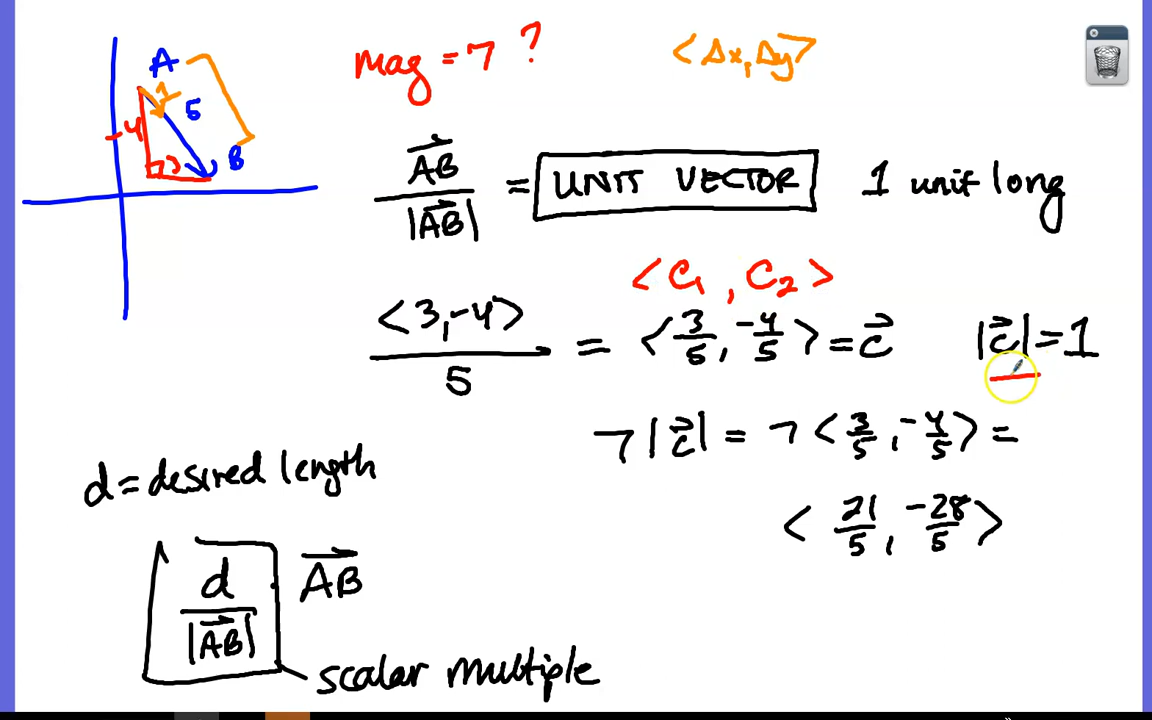 mag = 7 ?
<Δx, Δy>
A
1
5
4
3
B
AB / |AB| = UNIT VECTOR 1 unit long
<C₁, C₂>
<3, -4> / 5 = <3/5, -4/5> = c |c| = 1
7|c| = 7<3/5, -4/5> =
<21/5, -28/5>
d = desired length
d / |AB| · AB
scalar multiple